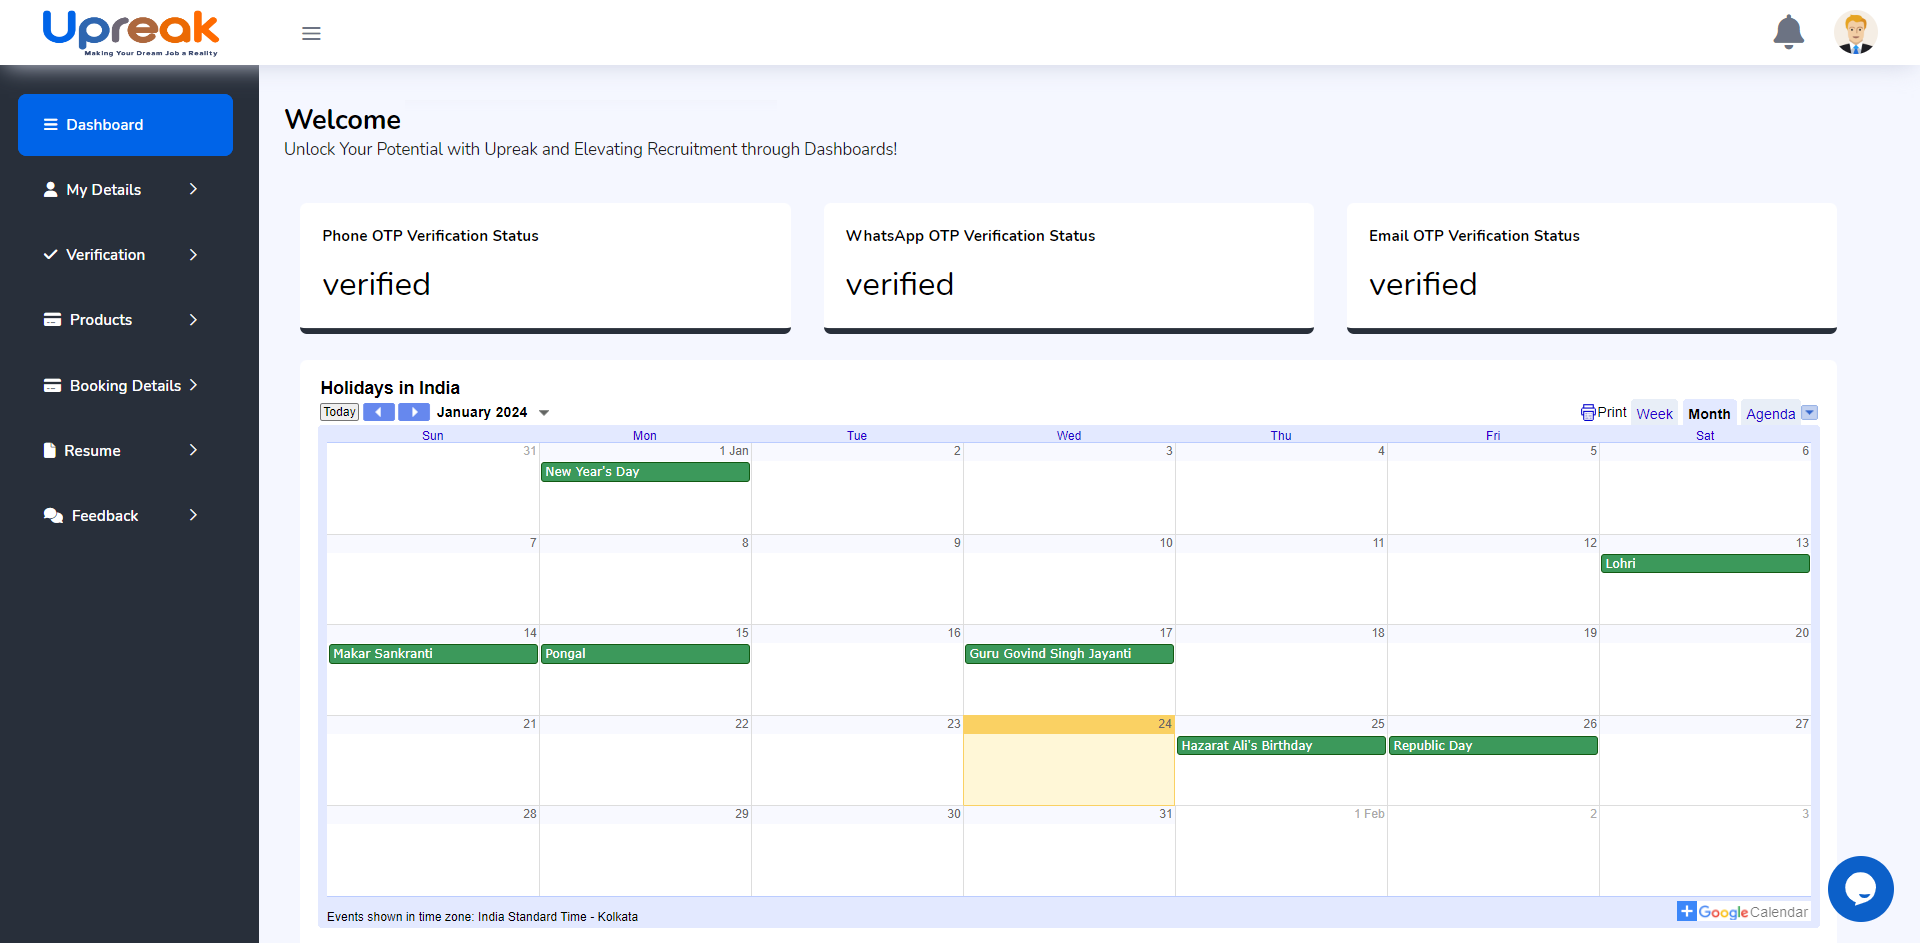 Upreak
Making Your Dream Job a Reality
Dashboard
My Details
Verification
Products
Booking Details
Resume
Feedback
Welcome
Unlock Your Potential with Upreak and Elevating Recruitment through Dashboards!
Phone OTP Verification Status
verified
WhatsApp OTP Verification Status
verified
Email OTP Verification Status
verified
Holidays in India
Today January 2024 Print Week Month Agenda
Sun Mon Tue Wed Thu Fri Sat
31 1 Jan 2 3 4 5 6
New Year's Day
7 8 9 10 11 12 13
Lohri
14 15 16 17 18 19 20
Makar Sankranti Pongal Guru Govind Singh Jayanti
21 22 23 24 25 26 27
Hazarat Ali's Birthday Republic Day
28 29 30 31 1 Feb 2 3
Events shown in time zone: India Standard Time - Kolkata
Google Calendar